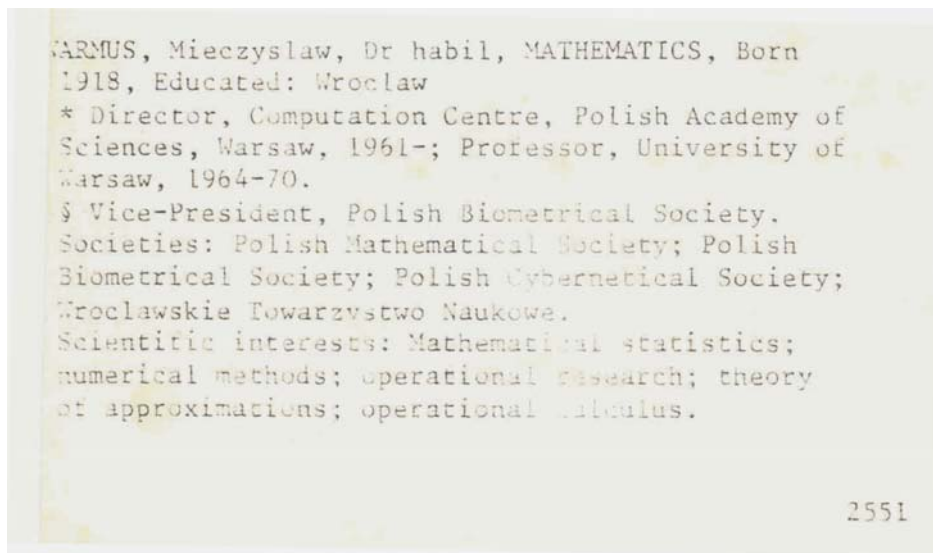 WARMUS, Mieczyslaw, Dr habil, MATHEMATICS, Born
1918, Educated: Wroclaw
* Director, Computation Centre, Polish Academy of
Sciences, Warsaw, 1961-; Professor, University of
Warsaw, 1964-70.
§ Vice-President, Polish Biometrical Society.
Societies: Polish Mathematical Society; Polish
Biometrical Society; Polish Cybernetical Society;
Wroclawskie Towarzystwo Naukowe.
Scientific interests: Mathematical statistics;
numerical methods; operational research; theory
of approximations; operational calculus.
2551